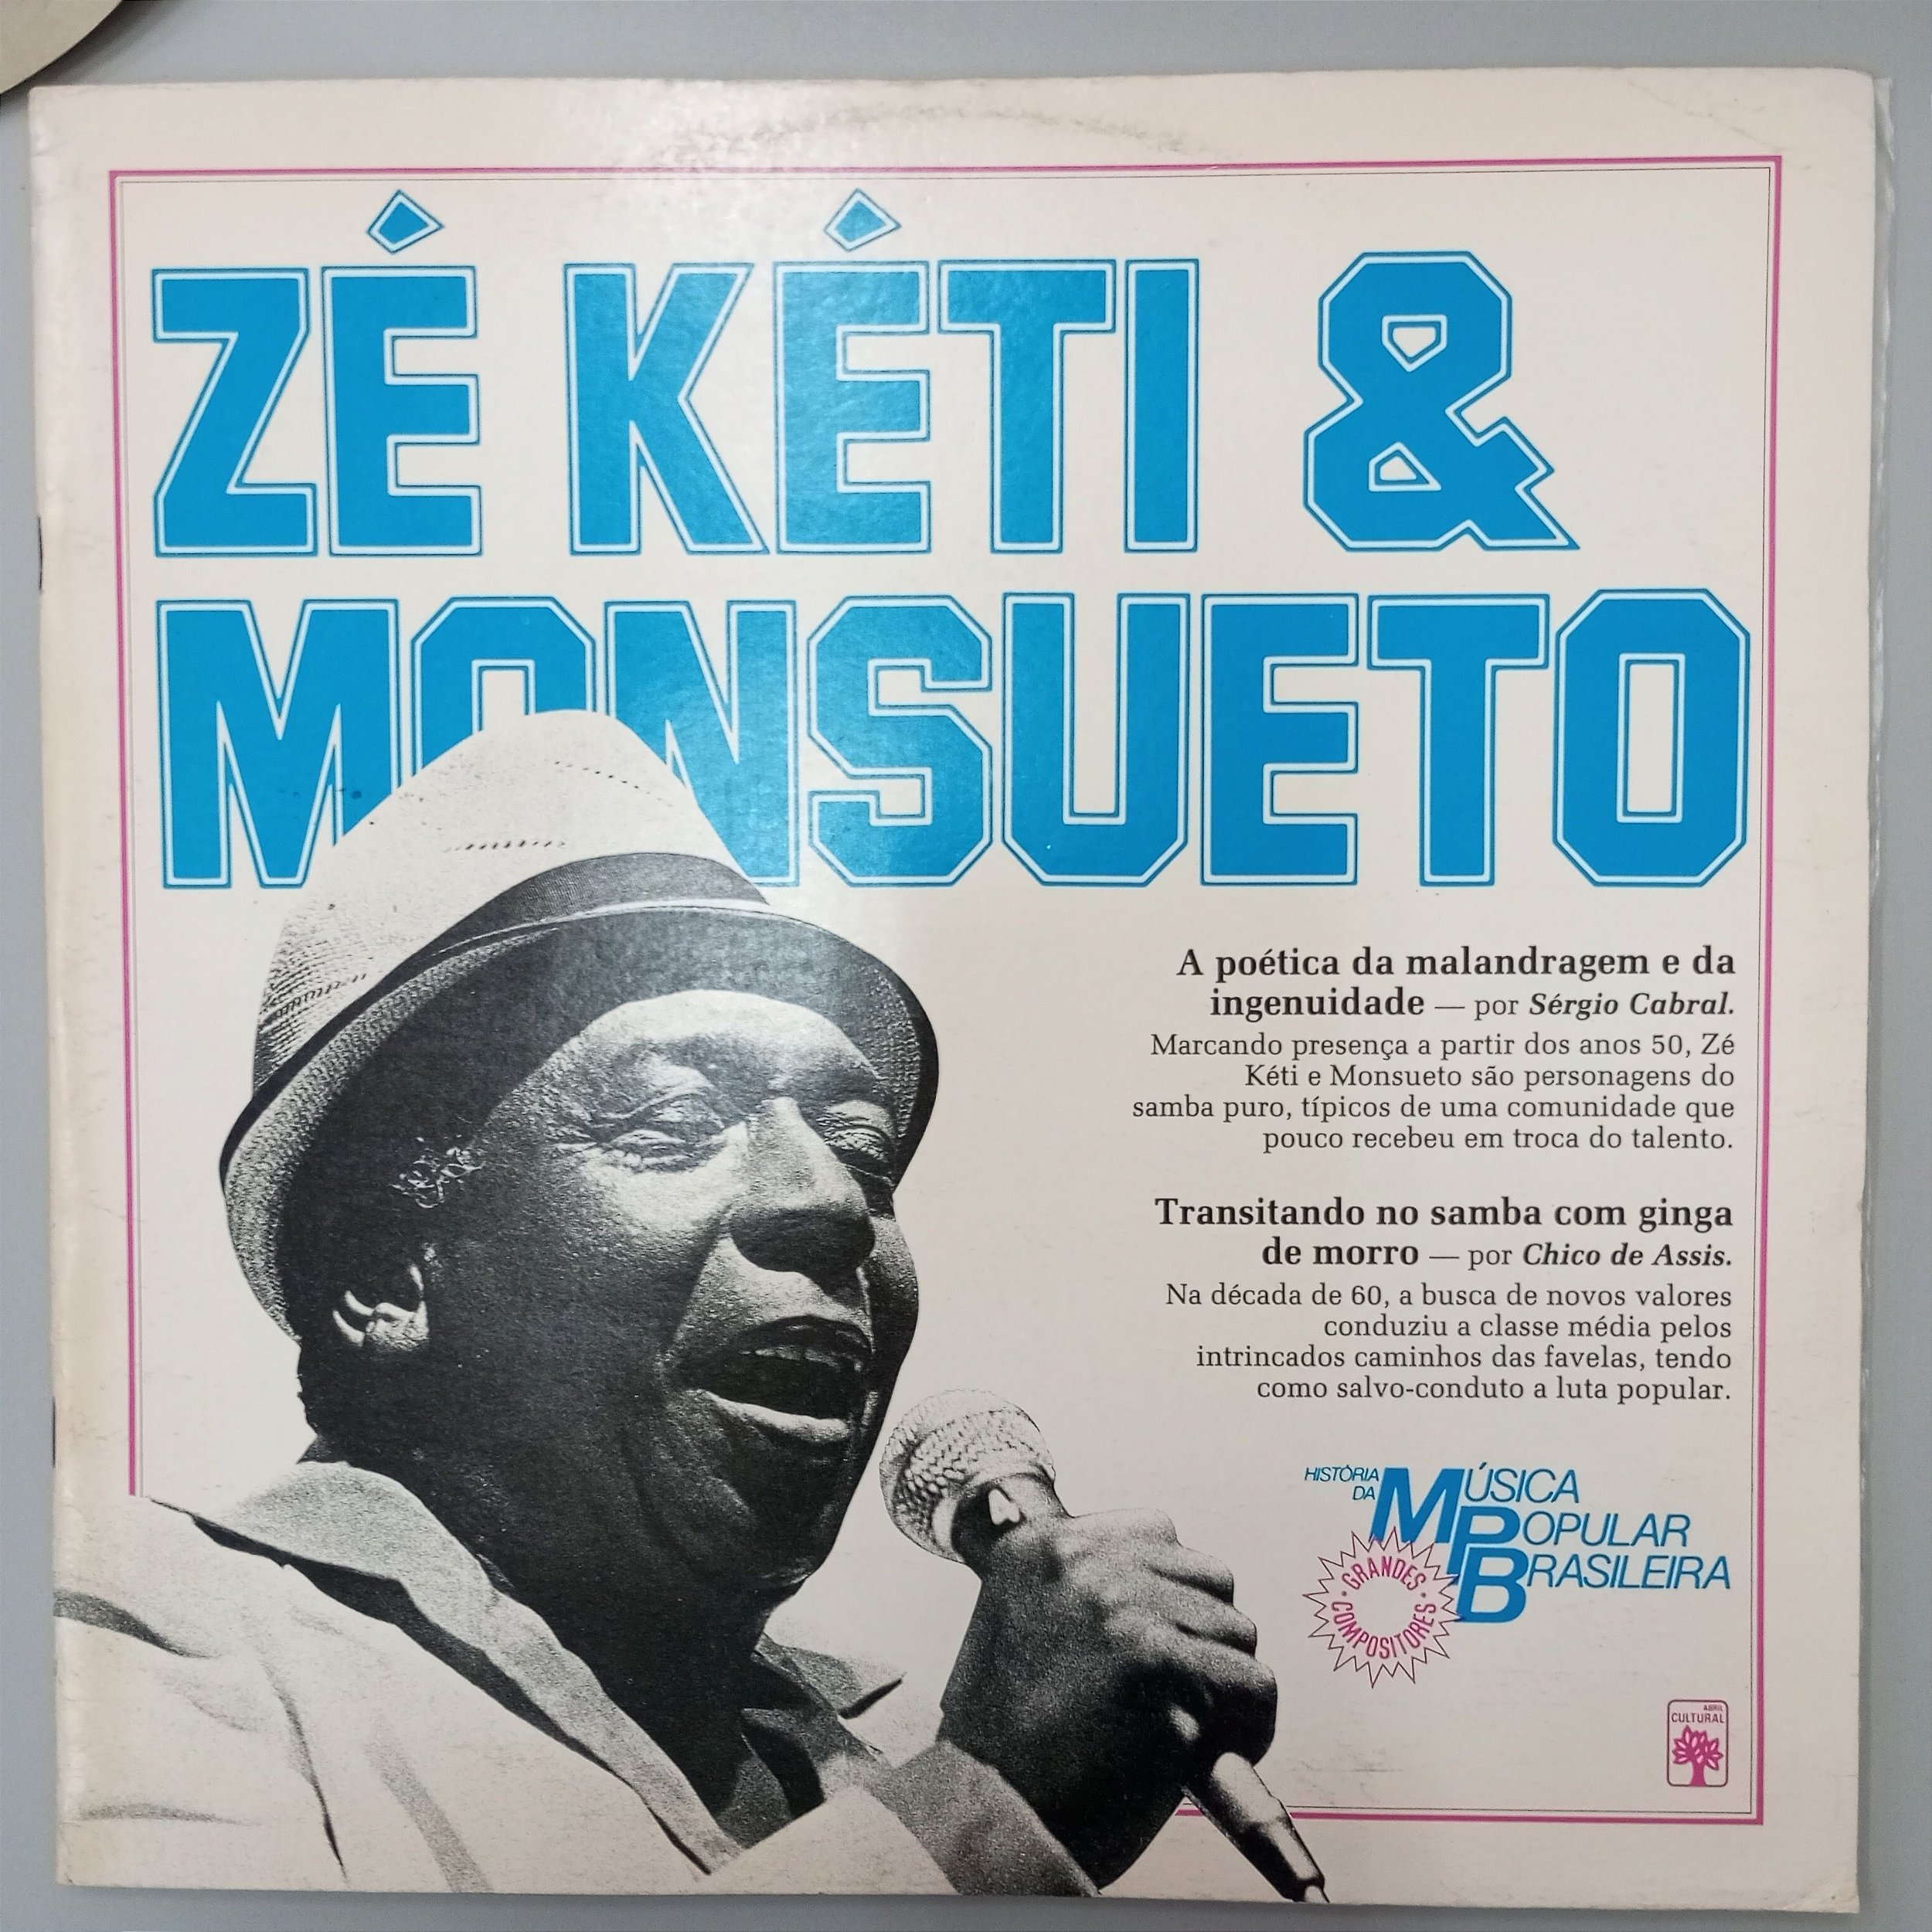 ZÉ KÉTI &
MONSUETO
A poética da malandragem e da
ingenuidade — por Sérgio Cabral.
Marcando presença a partir dos anos 50, Zé
Kéti e Monsueto são personagens do
samba puro, típicos de uma comunidade que
pouco recebeu em troca do talento.
Transitando no samba com ginga
de morro — por Chico de Assis.
Na década de 60, a busca de novos valores
conduziu a classe média pelos
intrincados caminhos das favelas, tendo
como salvo-conduto a luta popular.
HISTÓRIA
DA
MÚSICA
POPULAR
BRASILEIRA
GRANDES
COMPOSITORES
ABRIL
CULTURAL